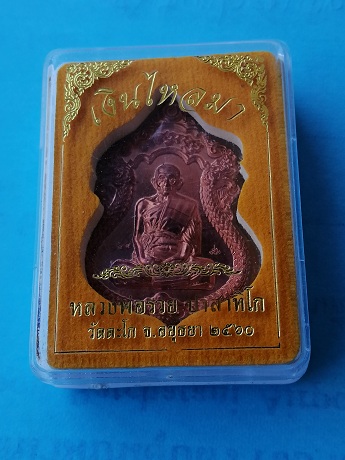 เงินไหลมา
หลวงพ่อรวย ปาสาทิโก
วัดตะโก จ.อยุธยา ๒๕๖๐